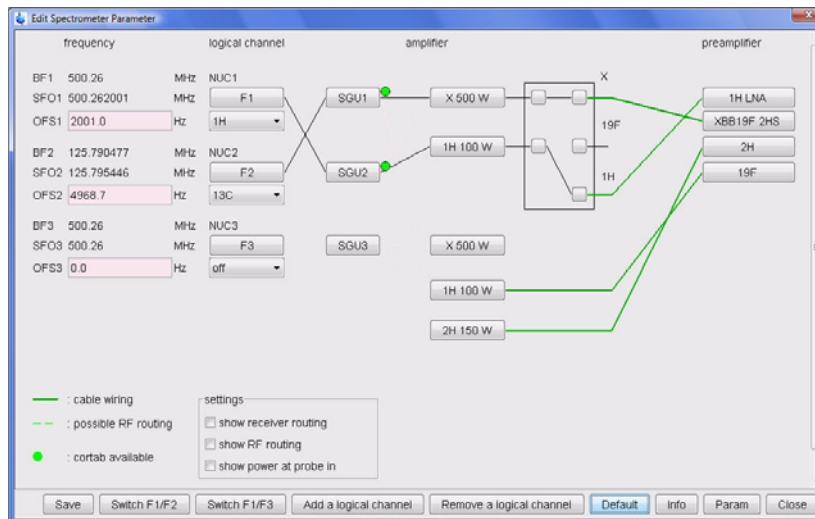 Edit Spectrometer Parameter
frequency logical channel amplifier preamplifier
BF1 500.26 MHz NUC1 X
SFO1 500.262001 MHz F1 SGU1 X 500 W 1H LNA
OFS1 2001.0 Hz 1H 19F XBB19F 2HS
BF2 125.790477 MHz NUC2 1H 100 W 2H
SFO2 125.795446 MHz F2 SGU2 1H 19F
OFS2 4968.7 Hz 13C
BF3 500.26 MHz NUC3
SFO3 500.26 MHz F3 SGU3 X 500 W
OFS3 0.0 Hz off
1H 100 W
2H 150 W
: cable wiring settings
: possible RF routing show receiver routing
show RF routing
: cortab available show power at probe in
Save Switch F1/F2 Switch F1/F3 Add a logical channel Remove a logical channel Default Info Param Close